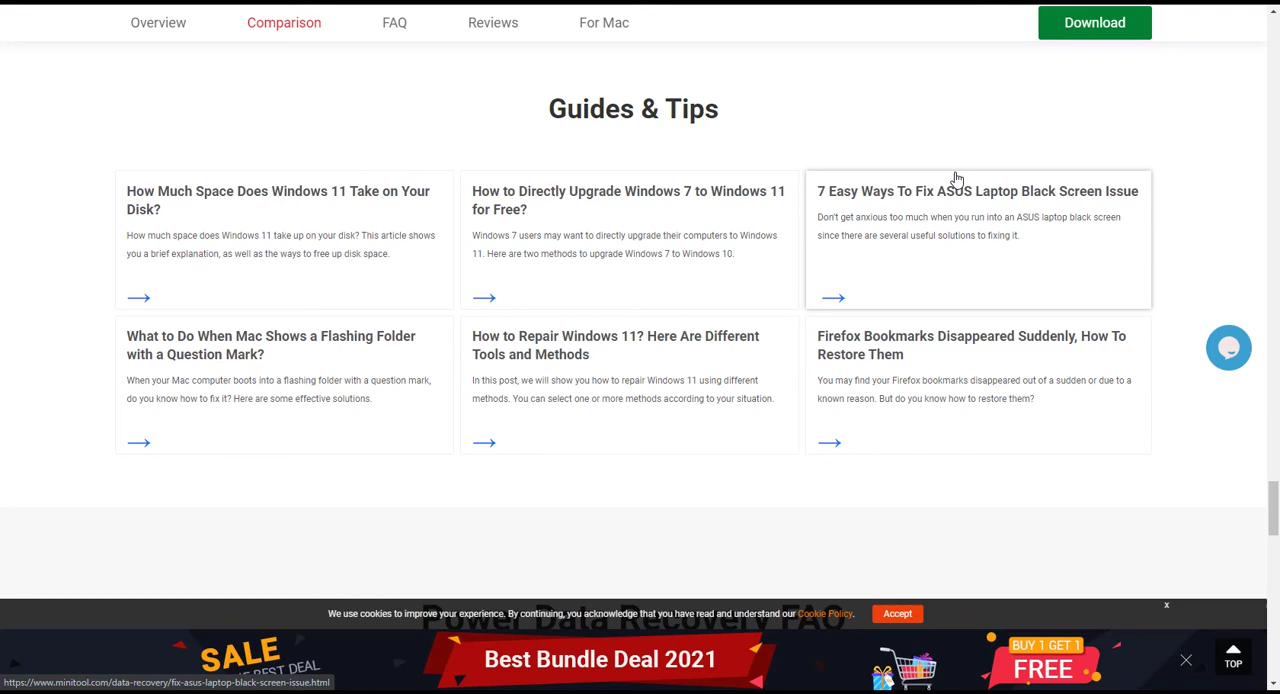 Overview
Comparison
FAQ
Reviews
For Mac
Download
Guides & Tips
How Much Space Does Windows 11 Take on Your
Disk?
How much space does Windows 11 take up on your disk? This article shows
you a brief explanation, as well as the ways to free up disk space.
How to Directly Upgrade Windows 7 to Windows 11
for Free?
Windows 7 users may want to directly upgrade their computers to Windows
11. Here are two methods to upgrade Windows 7 to Windows 10.
7 Easy Ways To Fix ASUS Laptop Black Screen Issue
Don't get anxious too much when you run into an ASUS laptop black screen
since there are several useful solutions to fixing it.
What to Do When Mac Shows a Flashing Folder
with a Question Mark?
When your Mac computer boots into a flashing folder with a question mark,
do you know how to fix it? Here are some effective solutions.
How to Repair Windows 11? Here Are Different
Tools and Methods
In this post, we will show you how to repair Windows 11 using different
methods. You can select one or more methods according to your situation.
Firefox Bookmarks Disappeared Suddenly, How To
Restore Them
You may find your Firefox bookmarks disappeared out of a sudden or due to a
known reason. But do you know how to restore them?
Power Data Recovery FAQ
We use cookies to improve your experience. By continuing, you acknowledge that you have read and understand our Cookie Policy.
Accept
x
SALE
BEST DEAL
Best Bundle Deal 2021
BUY 1 GET 1
FREE
TOP
https://www.minitool.com/data-recovery/fix-asus-laptop-black-screen-issue.html